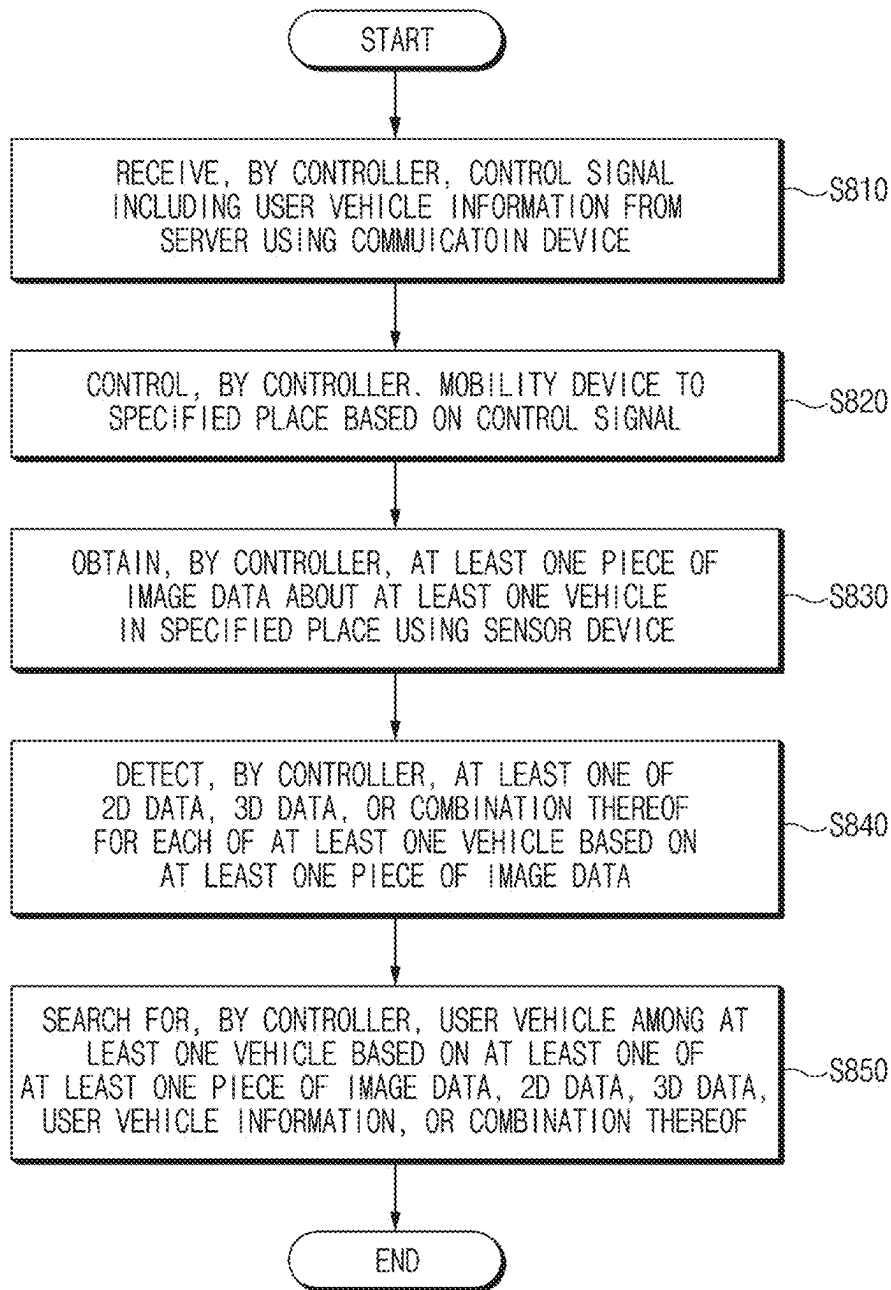 START
RECEIVE, BY CONTROLLER, CONTROL SIGNAL
INCLUDING USER VEHICLE INFORMATION FROM
SERVER USING COMMUICATOIN DEVICE
S810
CONTROL, BY CONTROLLER. MOBILITY DEVICE TO
SPECIFIED PLACE BASED ON CONTROL SIGNAL
S820
OBTAIN, BY CONTROLLER, AT LEAST ONE PIECE OF
IMAGE DATA ABOUT AT LEAST ONE VEHICLE
IN SPECIFIED PLACE USING SENSOR DEVICE
S830
DETECT, BY CONTROLLER, AT LEAST ONE OF
2D DATA, 3D DATA, OR COMBINATION THEREOF
FOR EACH OF AT LEAST ONE VEHICLE BASED ON
AT LEAST ONE PIECE OF IMAGE DATA
S840
SEARCH FOR, BY CONTROLLER, USER VEHICLE AMONG AT
LEAST ONE VEHICLE BASED ON AT LEAST ONE OF
AT LEAST ONE PIECE OF IMAGE DATA, 2D DATA, 3D DATA,
USER VEHICLE INFORMATION, OR COMBINATION THEREOF
S850
END